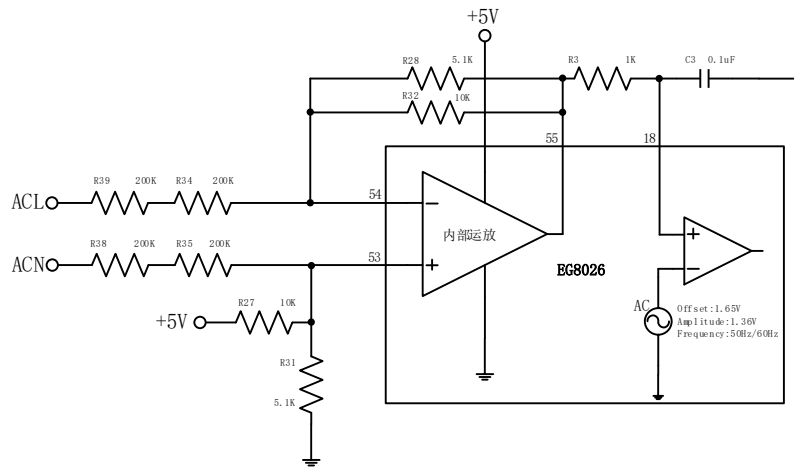 +5V
R28 5.1K
R32 10K
R3 1K
C3 0.1uF
55
18
R39 200K R34 200K
ACL
54
R38 200K R35 200K
ACN
53
−
+
内部运放
EG8026
+
−
+5V
R27 10K
R31
5.1K
AC
Offset:1.65V
Amplitude:1.36V
Frequency:50Hz/60Hz